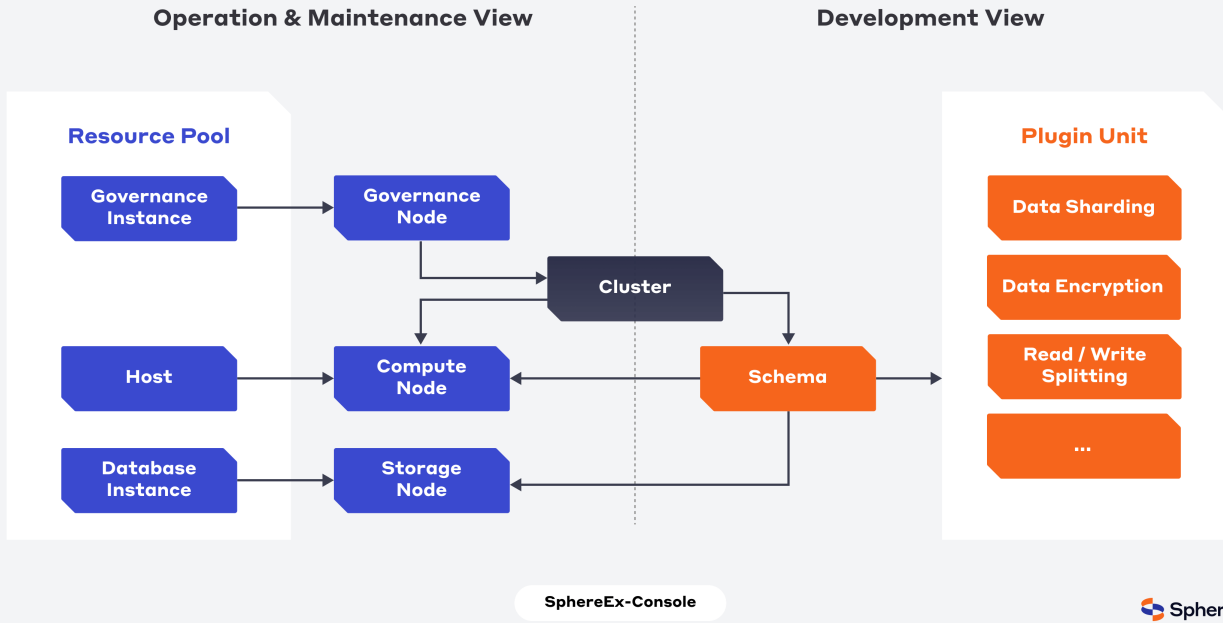 Operation & Maintenance View
Development View
Resource Pool
Plugin Unit
Governance
Instance
Governance
Node
Data Sharding
Cluster
Data Encryption
Host
Compute
Node
Schema
Read / Write
Splitting
Database
Instance
Storage
Node
...
SphereEx-Console
Spher